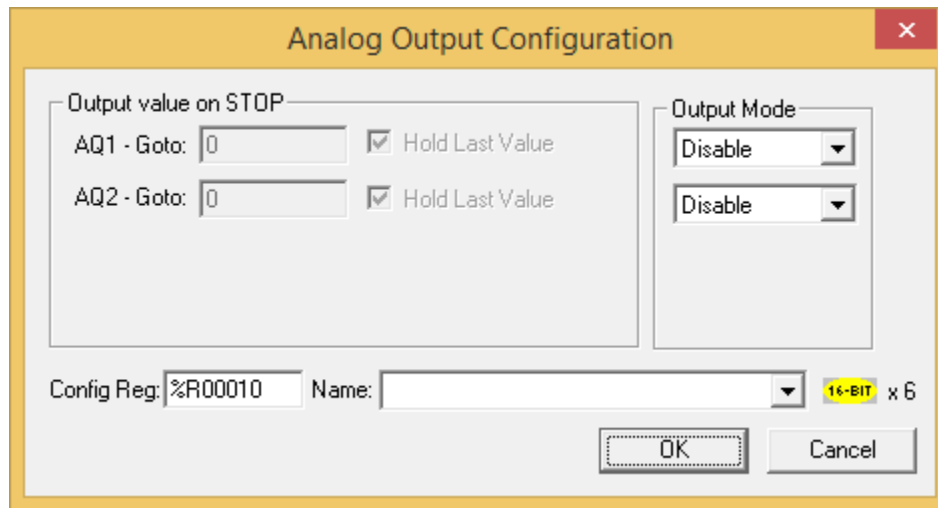 Analog Output Configuration
Output value on STOP
AQ1 - Goto: 0 Hold Last Value
AQ2 - Goto: 0 Hold Last Value
Output Mode
Disable
Disable
Config Reg: %R00010 Name: 16-BIT x 6
OK Cancel